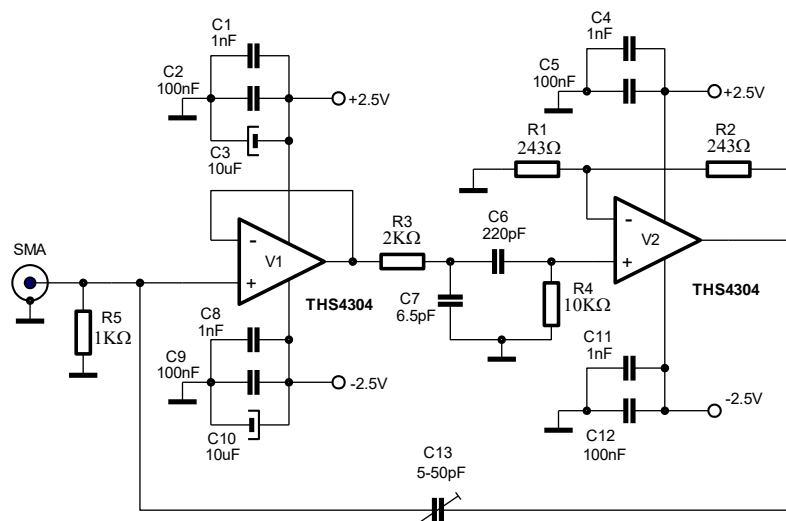 C1
1nF
C2
100nF
+2.5V
C3
10uF
C4
1nF
C5
100nF
+2.5V
R1
243Ω
R2
243Ω
SMA
-
V1
+
THS4304
R3
2KΩ
C6
220pF
C7
6.5pF
R4
10KΩ
-
V2
+
THS4304
R5
1KΩ
C8
1nF
C9
100nF
-2.5V
C10
10uF
C11
1nF
-2.5V
C12
100nF
C13
5-50pF